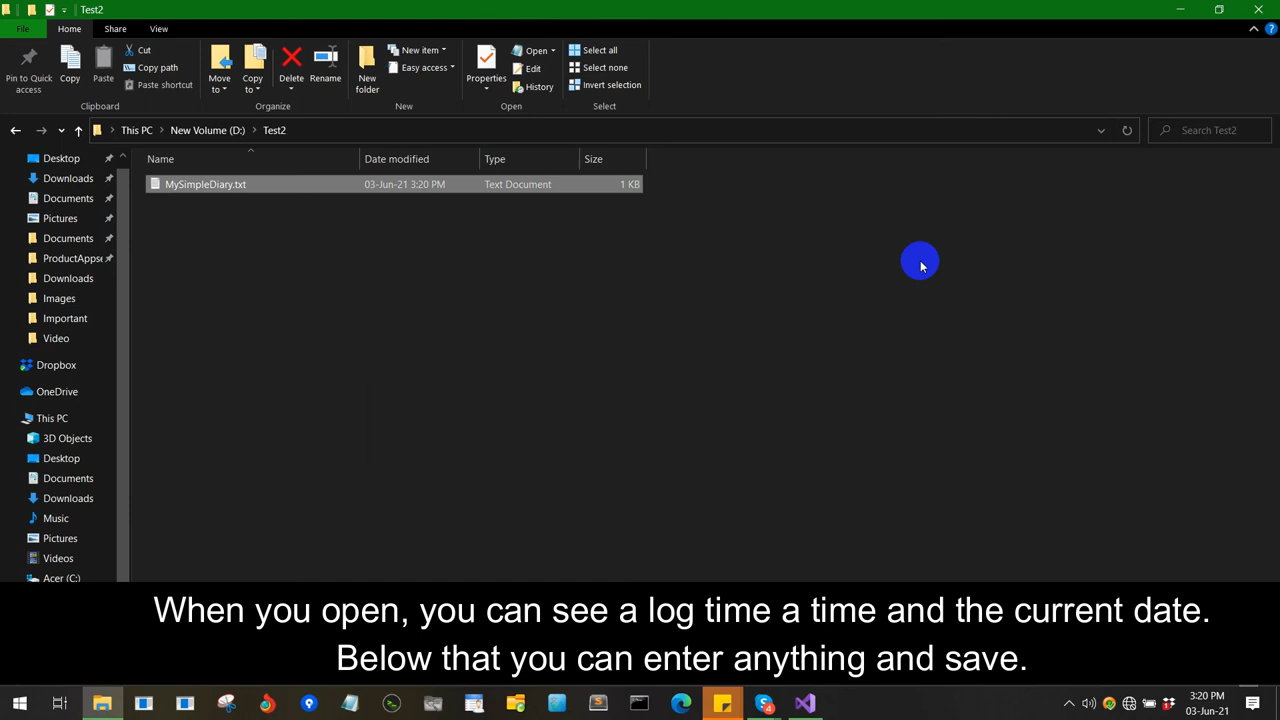 Test2
File
Home
Share
View
Pin to Quick access
Copy
Paste
Cut
Copy path
Paste shortcut
Clipboard
Move to
Copy to
Delete
Rename
Organize
New folder
New item
Easy access
New
Properties
Open
Edit
History
Open
Select all
Select none
Invert selection
Select
This PC
New Volume (D:)
Test2
Search Test2
Name
Date modified
Type
Size
MySimpleDiary.txt
03-Jun-21 3:20 PM
Text Document
1 KB
Desktop
Downloads
Documents
Pictures
Documents
ProductAppse
Downloads
Images
Important
Video
Dropbox
OneDrive
This PC
3D Objects
Desktop
Documents
Downloads
Music
Pictures
Videos
Acer (C:)
When you open, you can see a log time a time and the current date.
Below that you can enter anything and save.
4
3:20 PM
03-Jun-21